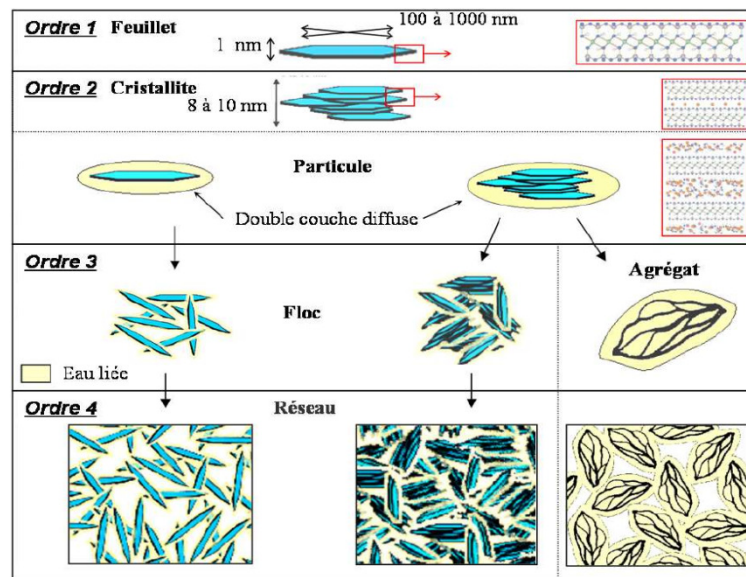 Ordre 1 Feuillet
100 à 1000 nm
1 nm
Ordre 2 Cristallite
8 à 10 nm
Particule
Double couche diffuse
Ordre 3
Agrégat
Floc
Eau liée
Ordre 4
Réseau